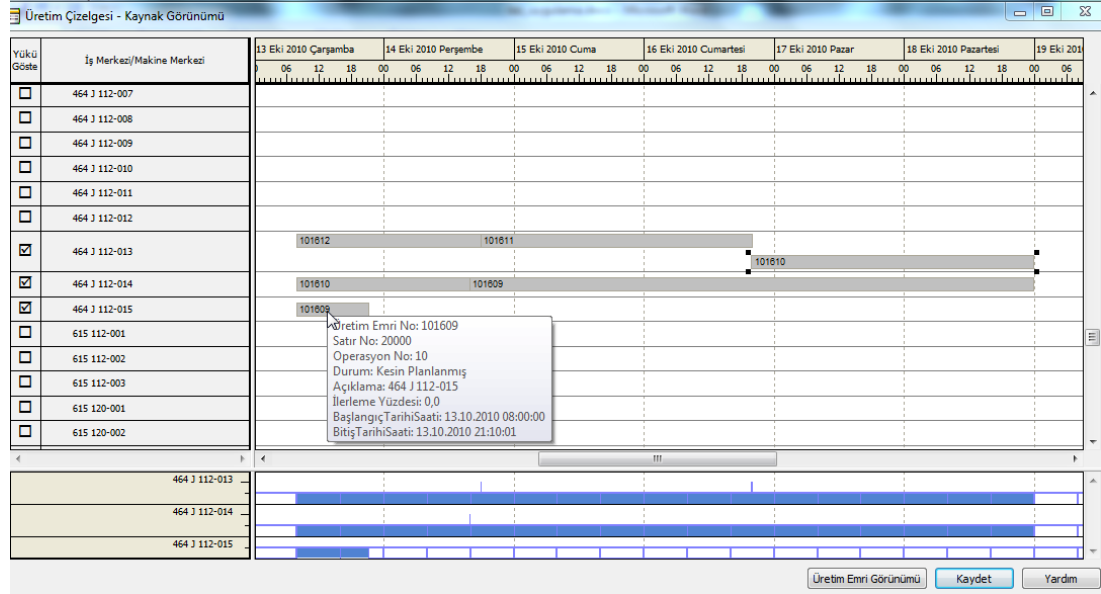 Üretim Çizelgesi - Kaynak Görünümü
Yükü Göste
İş Merkezi/Makine Merkezi
13 Eki 2010 Çarşamba 14 Eki 2010 Perşembe 15 Eki 2010 Cuma 16 Eki 2010 Cumartesi 17 Eki 2010 Pazar 18 Eki 2010 Pazartesi 19 Eki 201
06 12 18 00 06 12 18 00 06 12 18 00 06 12 18 00 06 12 18 00 06 12 18 00 06
464 J 112-007
464 J 112-008
464 J 112-009
464 J 112-010
464 J 112-011
464 J 112-012
464 J 112-013
101612 101611
101610
464 J 112-014
101610 101609
464 J 112-015
101609
615 112-001
615 112-002
615 112-003
615 120-001
615 120-002
Üretim Emri No: 101609
Satır No: 20000
Operasyon No: 10
Durum: Kesin Planlanmış
Açıklama: 464 J 112-015
İlerleme Yüzdesi: 0,0
BaşlangıçTarihiSaati: 13.10.2010 08:00:00
BitişTarihiSaati: 13.10.2010 21:10:01
464 J 112-013
464 J 112-014
464 J 112-015
Üretim Emri Görünümü Kaydet Yardım